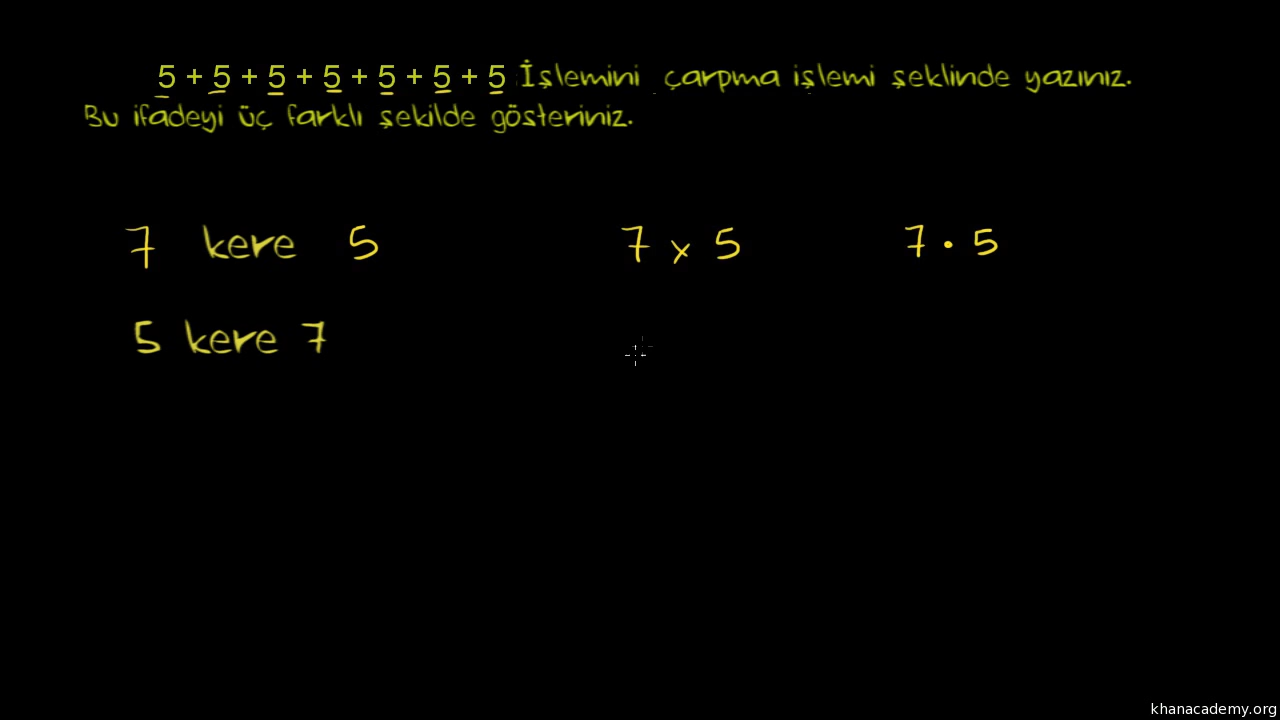 5 + 5 + 5 + 5 + 5 + 5 + 5 İşlemini çarpma işlemi şeklinde yazınız.
Bu ifadeyi üç farklı şekilde gösteriniz.
7 kere 5 7 x 5 7 · 5
5 kere 7
khanacademy.org